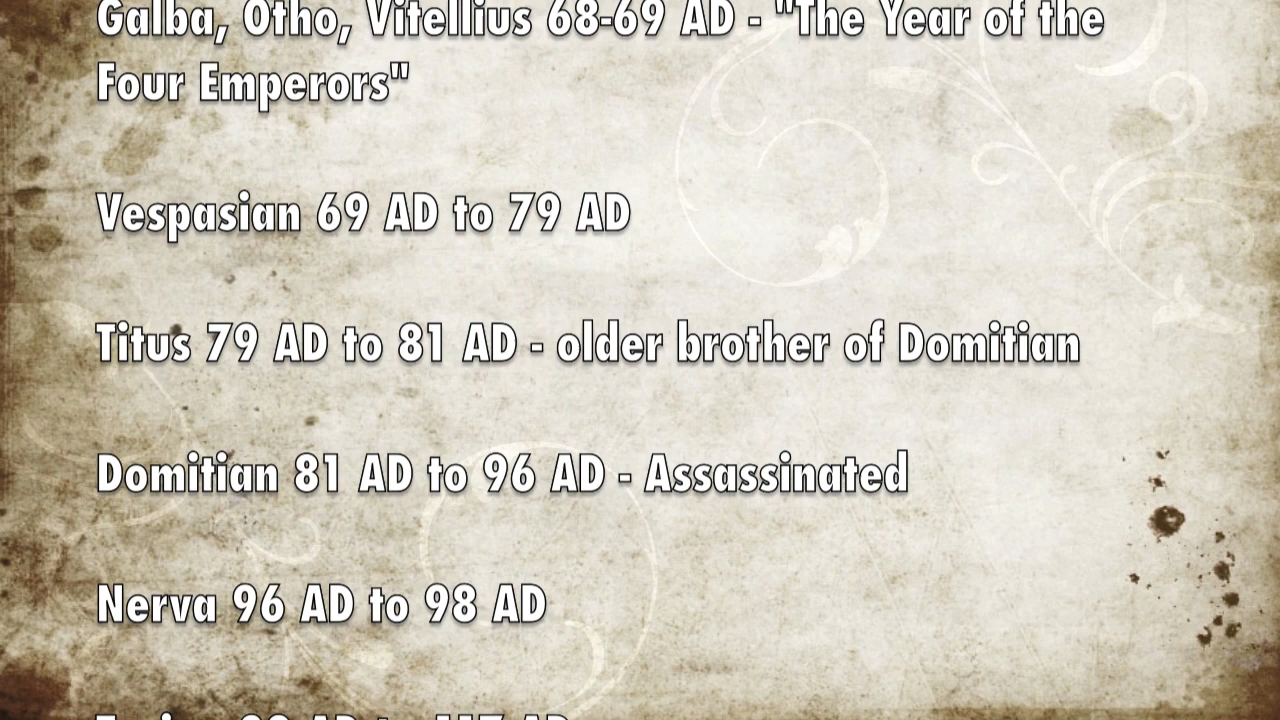 Galba, Otho, Vitellius 68-69 AD - "The Year of the
Four Emperors"
Vespasian 69 AD to 79 AD
Titus 79 AD to 81 AD - older brother of Domitian
Domitian 81 AD to 96 AD - Assassinated
Nerva 96 AD to 98 AD